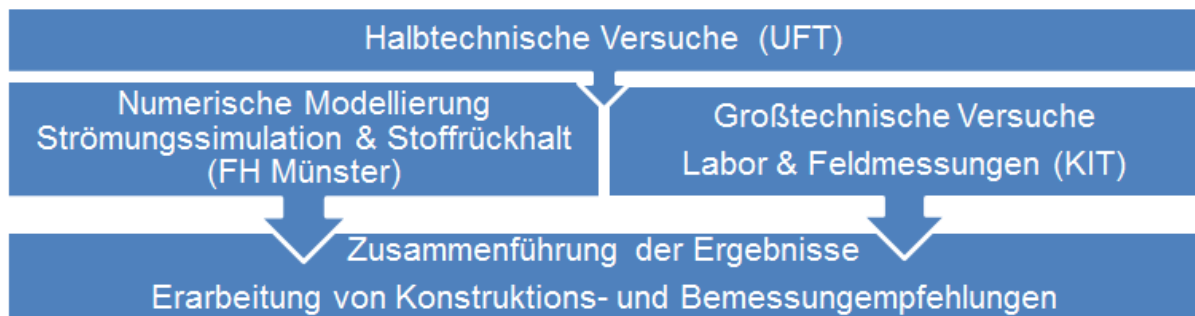 Halbtechnische Versuche (UFT)
Numerische Modellierung
Strömungssimulation & Stoffrückhalt
(FH Münster)
Großtechnische Versuche
Labor & Feldmessungen (KIT)
Zusammenführung der Ergebnisse
Erarbeitung von Konstruktions- und Bemessungempfehlungen